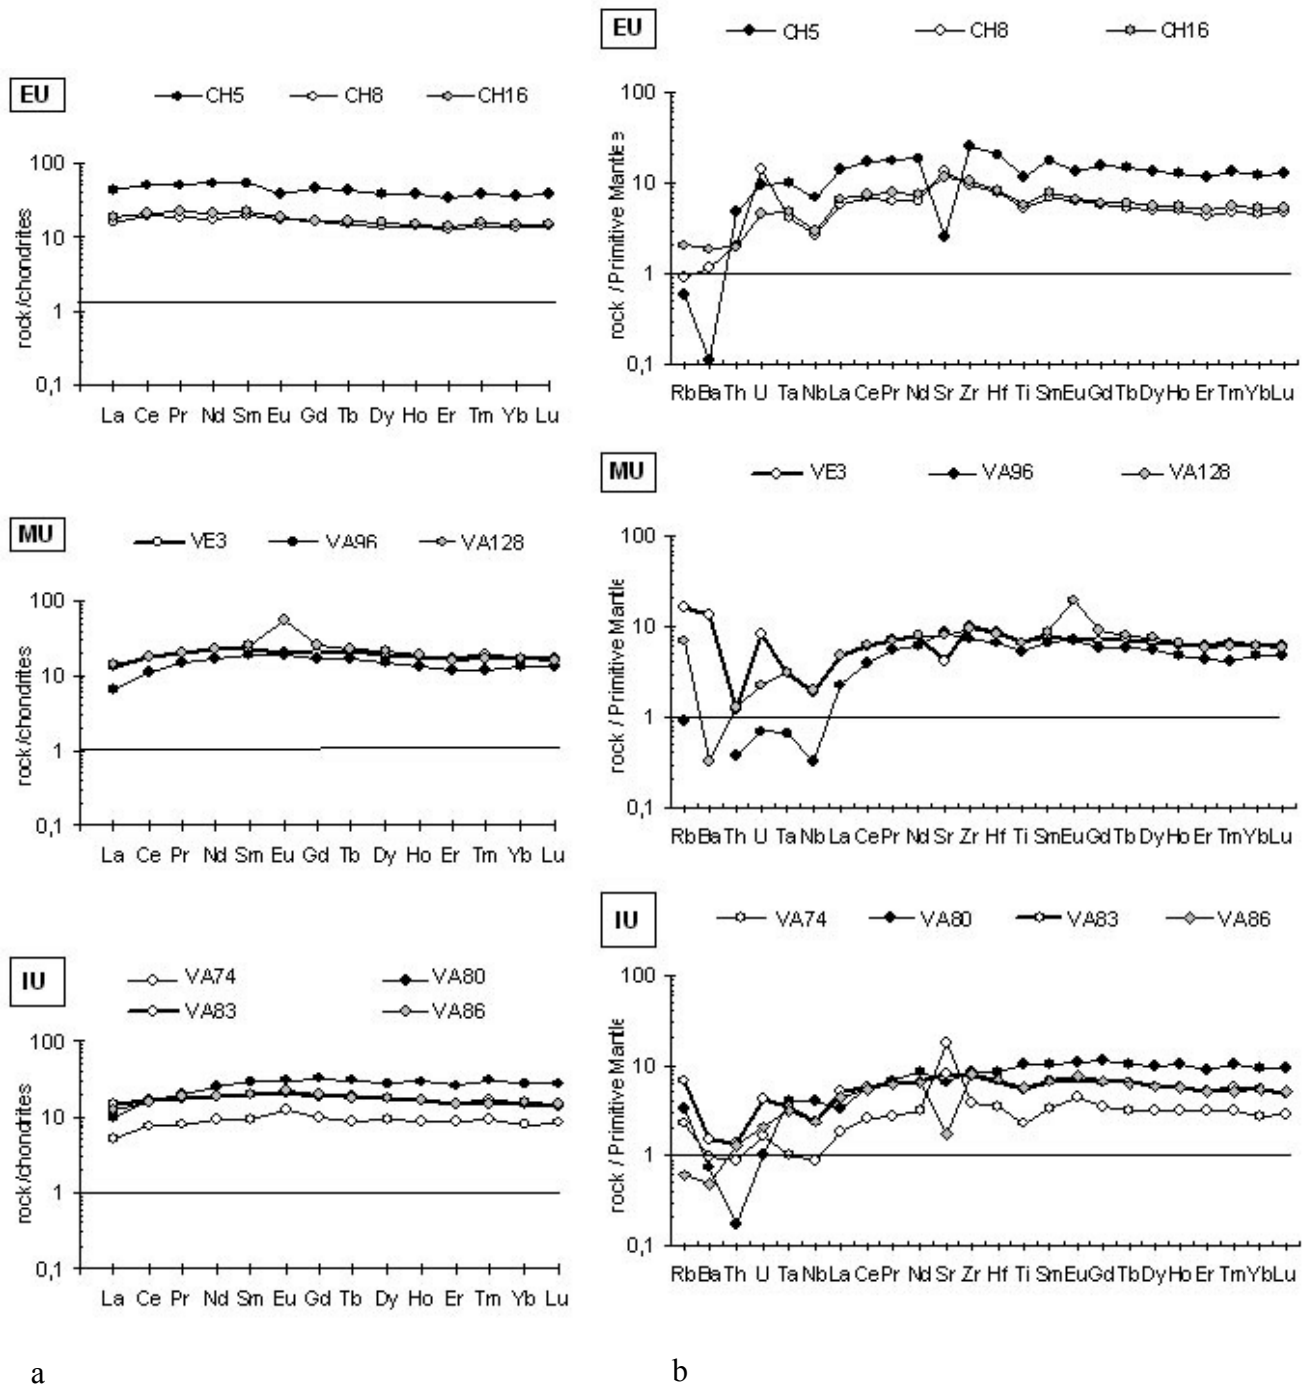 EU
CH5 CH8 CH16
rock/chondrites
100
10
1
0,1
La Ce Pr Nd Sm Eu Gd Tb Dy Ho Er Tm Yb Lu
MU
VE3 VA96 VA128
rock/chondrites
100
10
1
0,1
La Ce Pr Nd Sm Eu Gd Tb Dy Ho Er Tm Yb Lu
IU
VA74 VA80
VA83 VA86
rock/chondrites
100
10
1
0,1
La Ce Pr Nd Sm Eu Gd Tb Dy Ho Er Tm Yb Lu
a
EU
CH5 CH8 CH16
rock / Primitive Mantle
100
10
1
0,1
Rb Ba Th U Ta Nb La Ce Pr Nd Sr Zr Hf Ti Sm Eu Gd Tb Dy Ho Er Tm Yb Lu
MU
VE3 VA96 VA128
rock / Primitive Mantle
100
10
1
0,1
Rb Ba Th U Ta Nb La Ce Pr Nd Sr Zr Hf Ti Sm Eu Gd Tb Dy Ho Er Tm Yb Lu
IU
VA74 VA80 VA83 VA86
rock / Primitive Mantle
100
10
1
0,1
Rb Ba Th U Ta Nb La Ce Pr Nd Sr Zr Hf Ti Sm Eu Gd Tb Dy Ho Er Tm Yb Lu
b